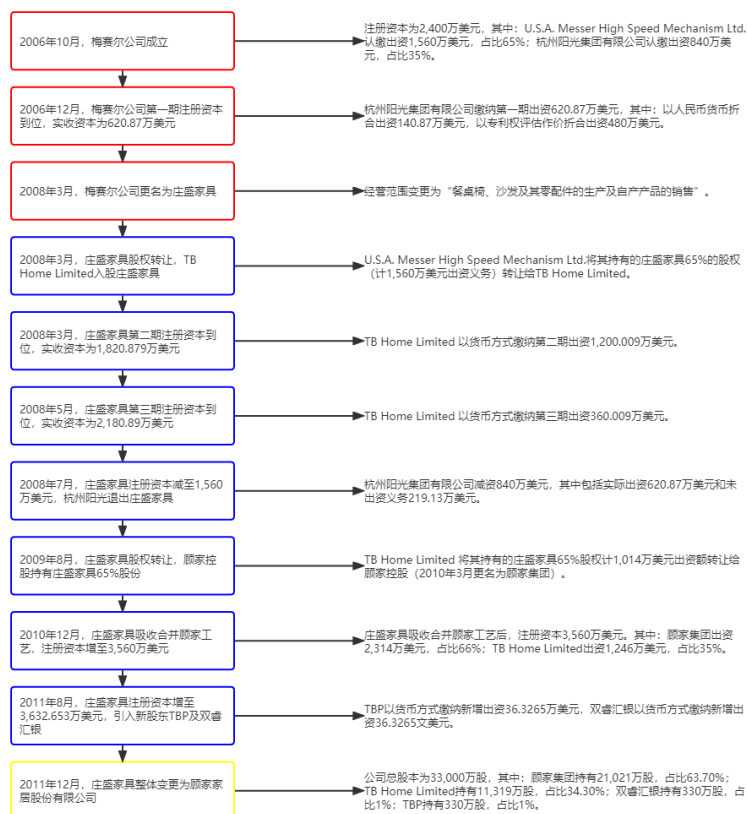 2006年10月，梅赛尔公司成立
注册资本为2,400万美元，其中：U.S.A. Messer High Speed Mechanism Ltd.
认缴出资1,560万美元，占比65%；杭州阳光集团有限公司认缴出资840万美
元，占比35%。
2006年12月，梅赛尔公司第一期注册资本
到位，实收资本为620.87万美元
杭州阳光集团有限公司缴纳第一期出资620.87万美元，其中：以人民币货币折
合出资140.87万美元，以专利权评估作价折合出资480万美元。
2008年3月，梅赛尔公司更名为庄盛家具
经营范围变更为“餐桌椅、沙发及其零配件的生产及自产产品的销售”。
2008年3月，庄盛家具股权转让，TB
Home Limited入股庄盛家具
U.S.A. Messer High Speed Mechanism Ltd.将其持有的庄盛家具65%的股权
（计1,560万美元出资义务）转让给TB Home Limited。
2008年3月，庄盛家具第二期注册资本到
位，实收资本为1,820.879万美元
TB Home Limited 以货币方式缴纳第二期出资1,200.009万美元。
2008年5月，庄盛家具第三期注册资本到
位，实收资本为2,180.89万美元
TB Home Limited 以货币方式缴纳第三期出资360.009万美元。
2008年7月，庄盛家具注册资本减至1,560
万美元，杭州阳光退出庄盛家具
杭州阳光集团有限公司减资840万美元，其中包括实际出资620.87万美元和未
出资义务219.13万美元。
2009年8月，庄盛家具股权转让，顾家控
股持有庄盛家具65%股份
TB Home Limited 将其持有的庄盛家具65%股权计1,014万美元出资额转让给
顾家控股（2010年3月更名为顾家集团）。
2010年12月，庄盛家具吸收合并顾家工
艺，注册资本增至3,560万美元
庄盛家具吸收合并顾家工艺后，注册资本3,560万美元。其中：顾家集团出资
2,314万美元，占比66%；TB Home Limited出资1,246万美元，占比35%。
2011年8月，庄盛家具注册资本增至
3,632.653万美元，引入新股东TBP及双睿
汇银
TBP以货币方式缴纳新增出资36.3265万美元，双睿汇银以货币方式缴纳新增出
资36.3265文美元。
2011年12月，庄盛家具整体变更为顾家家
居股份有限公司
公司总股本为33,000万股，其中：顾家集团持有21,021万股，占比63.70%；
TB Home Limited持有11,319万股，占比34.30%；双睿汇银持有330万股，占
比1%；TBP持有330万股，占比1%。